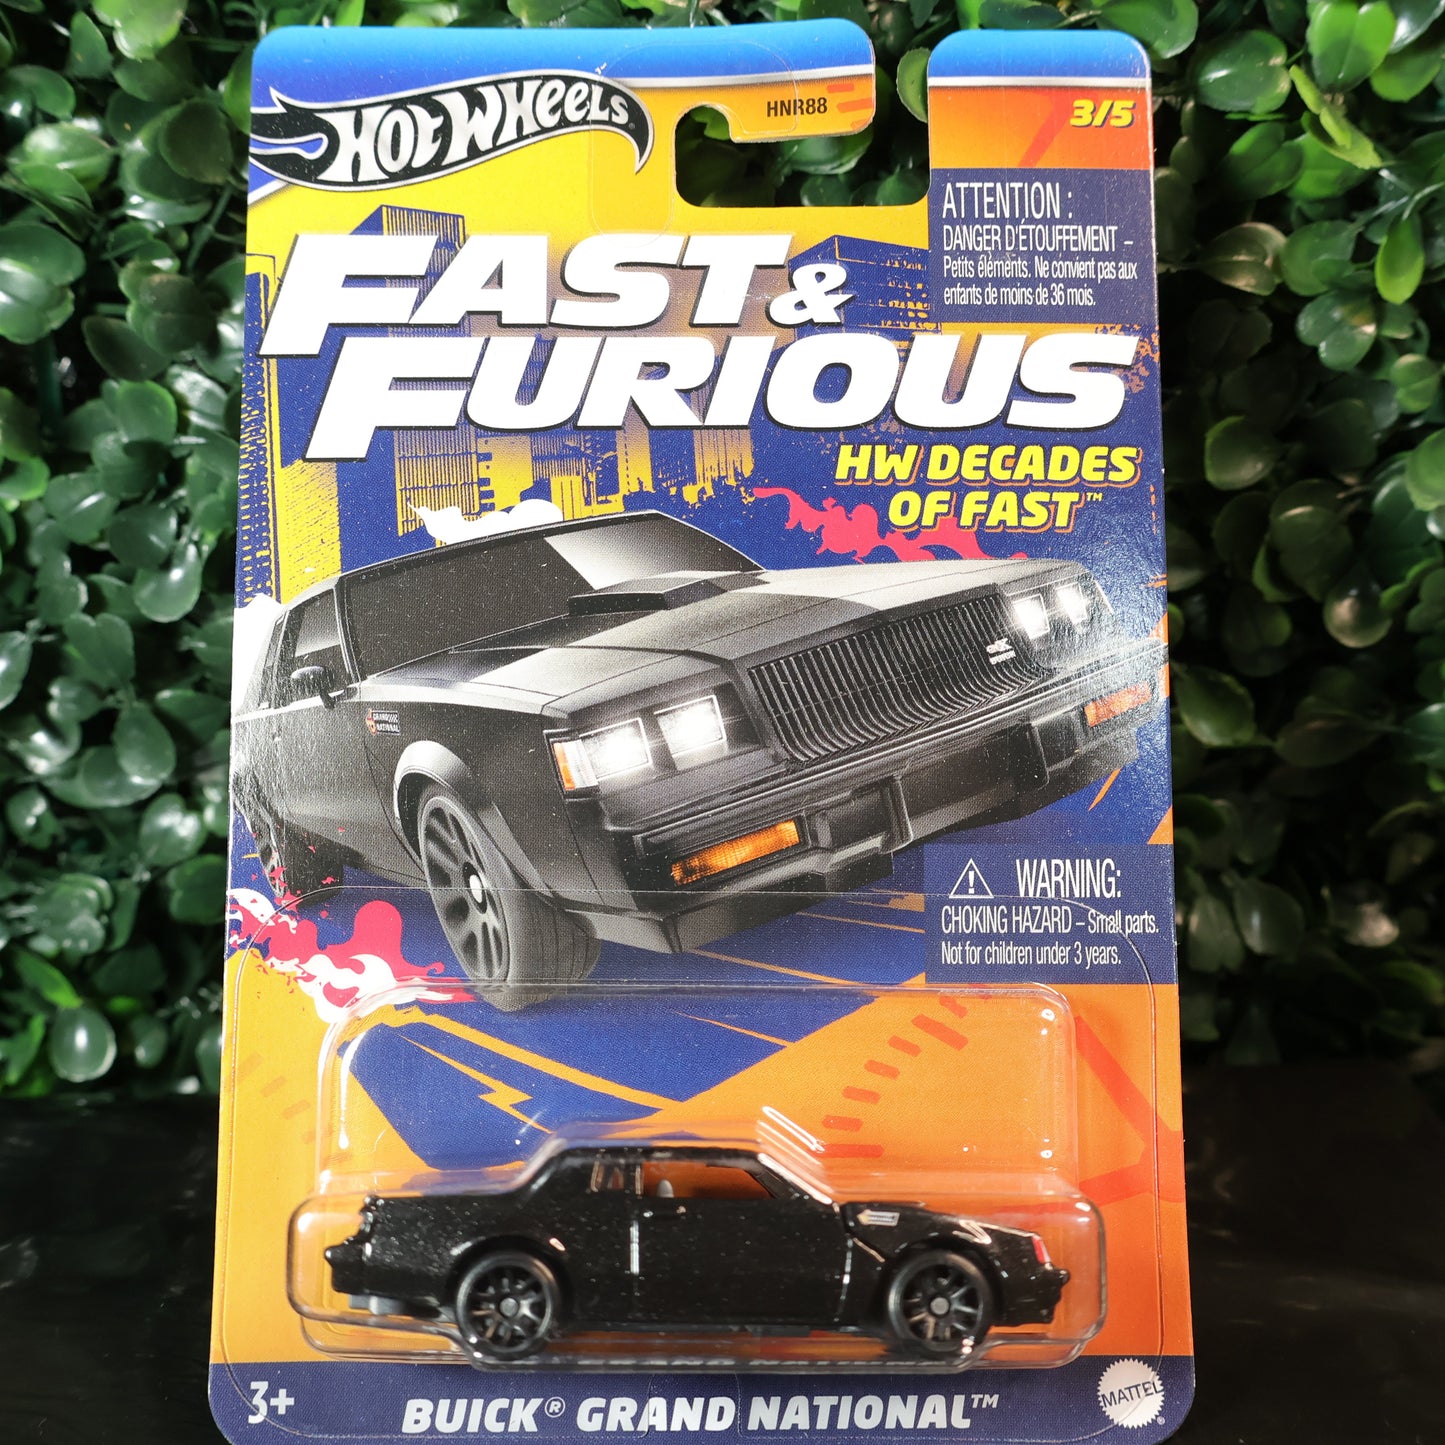 HOT WHEELS
HNR88
3/5
ATTENTION :
DANGER D'ÉTOUFFEMENT –
Petits éléments. Ne convient pas aux
enfants de moins de 36 mois.
FAST &
FURIOUS
HW DECADES
OF FAST™
NATIONAL
WARNING:
CHOKING HAZARD – Small parts.
Not for children under 3 years.
3+
BUICK® GRAND NATIONAL™
MATTEL®